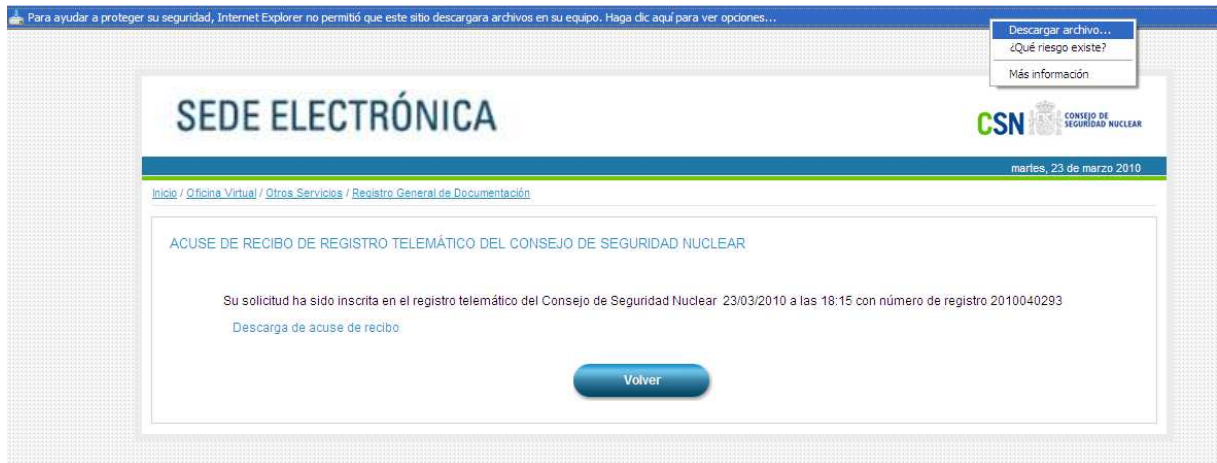 Para ayudar a proteger su seguridad, Internet Explorer no permitió que este sitio descargara archivos en su equipo. Haga clic aquí para ver opciones...
Descargar archivo...
¿Qué riesgo existe?
Más información
SEDE ELECTRÓNICA
CSN CONSEJO DE
SEGURIDAD NUCLEAR
martes, 23 de marzo 2010
Inicio / Oficina Virtual / Otros Servicios / Registro General de Documentación
ACUSE DE RECIBO DE REGISTRO TELEMÁTICO DEL CONSEJO DE SEGURIDAD NUCLEAR
Su solicitud ha sido inscrita en el registro telemático del Consejo de Seguridad Nuclear 23/03/2010 a las 18:15 con número de registro 2010040293
Descarga de acuse de recibo
Volver